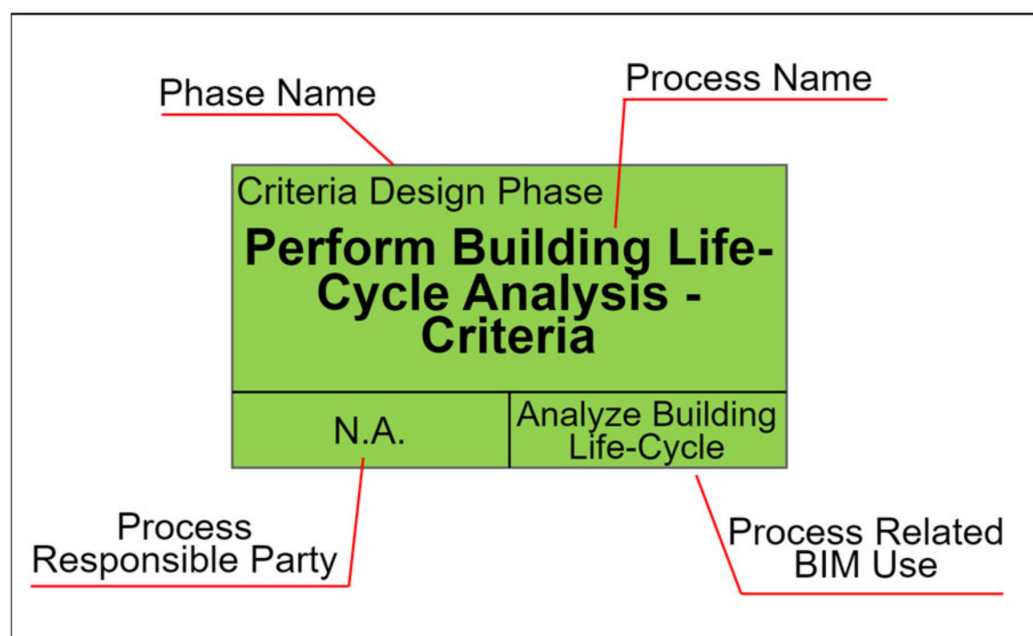 Phase Name
Process Name
Criteria Design Phase
Perform Building Life-
Cycle Analysis -
Criteria
N.A.
Analyze Building
Life-Cycle
Process
Responsible Party
Process Related
BIM Use